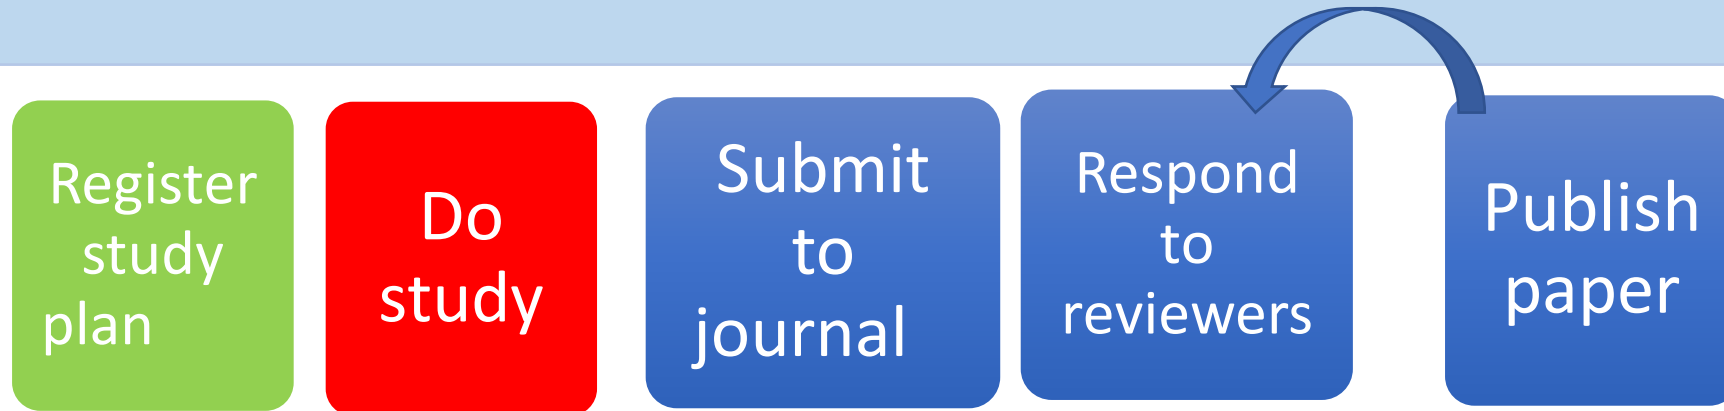 Register
study
plan
Do
study
Submit
to
journal
Respond
to
reviewers
Publish
paper